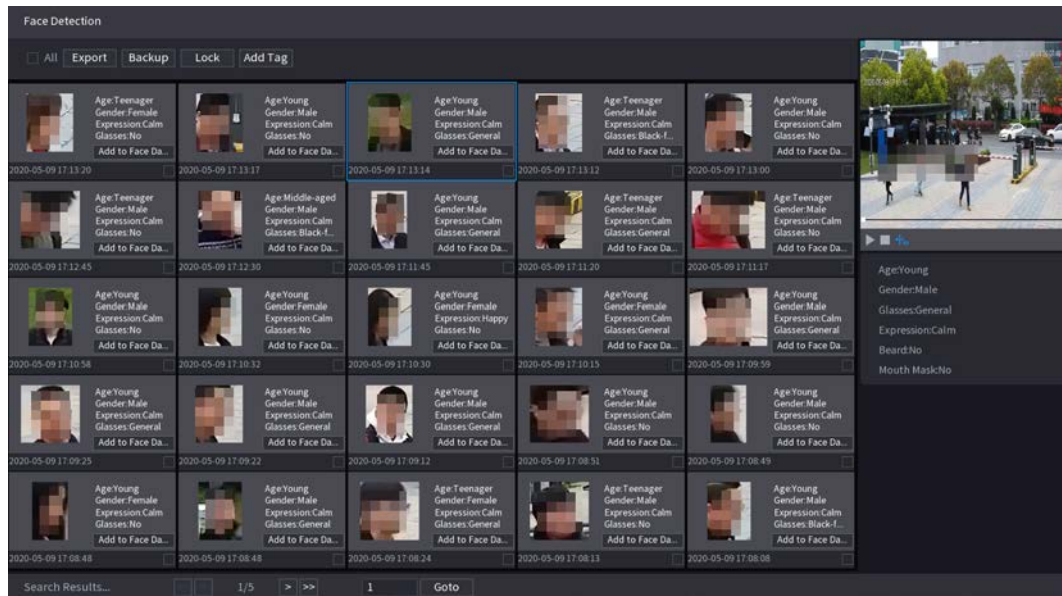 Face Detection
All Export Backup Lock Add Tag
Age:Teenager
Gender:Female
Expression:Calm
Glasses:No
Add to Face Da...
2020-05-09 17:13:20
Age:Young
Gender:Male
Expression:Calm
Glasses:No
Add to Face Da...
2020-05-09 17:13:17
Age:Young
Gender:Male
Expression:Calm
Glasses:General
Add to Face Da...
2020-05-09 17:13:14
Age:Teenager
Gender:Male
Expression:Calm
Glasses:Black-f...
Add to Face Da...
2020-05-09 17:13:12
Age:Young
Gender:Male
Expression:Calm
Glasses:No
Add to Face Da...
2020-05-09 17:13:00
Age:Teenager
Gender:Male
Expression:Calm
Glasses:No
Add to Face Da...
2020-05-09 17:12:45
Age:Middle-aged
Gender:Male
Expression:Calm
Glasses:Black-f...
Add to Face Da...
2020-05-09 17:12:30
Age:Young
Gender:Male
Expression:Calm
Glasses:General
Add to Face Da...
2020-05-09 17:11:45
Age:Teenager
Gender:Male
Expression:Calm
Glasses:General
Add to Face Da...
2020-05-09 17:11:20
Age:Teenager
Gender:Male
Expression:Calm
Glasses:No
Add to Face Da...
2020-05-09 17:11:17
Age:Young
Gender:Male
Expression:Calm
Glasses:No
Add to Face Da...
2020-05-09 17:10:58
Age:Young
Gender:Female
Expression:Calm
Glasses:No
Add to Face Da...
2020-05-09 17:10:32
Age:Young
Gender:Female
Expression:Happy
Glasses:No
Add to Face Da...
2020-05-09 17:10:30
Age:Young
Gender:Female
Expression:Calm
Glasses:General
Add to Face Da...
2020-05-09 17:10:15
Age:Young
Gender:Male
Expression:Calm
Glasses:General
Add to Face Da...
2020-05-09 17:09:59
Age:Young
Gender:Male
Expression:Calm
Glasses:General
Add to Face Da...
2020-05-09 17:09:25
Age:Young
Gender:Male
Expression:Calm
Glasses:General
Add to Face Da...
2020-05-09 17:09:22
Age:Young
Gender:Male
Expression:Calm
Glasses:General
Add to Face Da...
2020-05-09 17:09:12
Age:Young
Gender:Male
Expression:Calm
Glasses:No
Add to Face Da...
2020-05-09 17:08:51
Age:Young
Gender:Male
Expression:Calm
Glasses:No
Add to Face Da...
2020-05-09 17:08:49
Age:Young
Gender:Female
Expression:Calm
Glasses:No
Add to Face Da...
2020-05-09 17:08:48
Age:Young
Gender:Male
Expression:Calm
Glasses:General
Add to Face Da...
2020-05-09 17:08:48
Age:Teenager
Gender:Female
Expression:Calm
Glasses:General
Add to Face Da...
2020-05-09 17:08:24
Age:Teenager
Gender:Male
Expression:Calm
Glasses:No
Add to Face Da...
2020-05-09 17:08:13
Age:Young
Gender:Male
Expression:Calm
Glasses:Black-f...
Add to Face Da...
2020-05-09 17:08:08
Age:Young
Gender:Male
Glasses:General
Expression:Calm
Beard:No
Mouth Mask:No
Search Results... 1/5 > >> 1 Goto